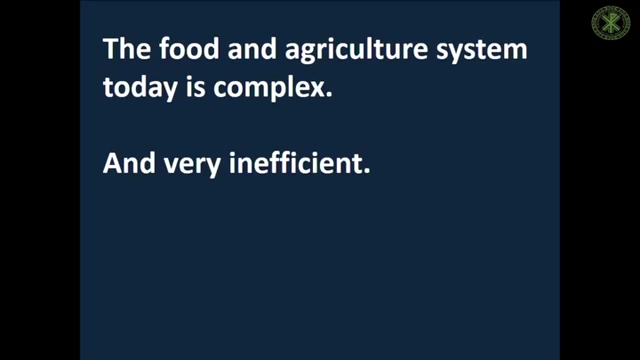 The food and agriculture system
today is complex.
And very inefficient.